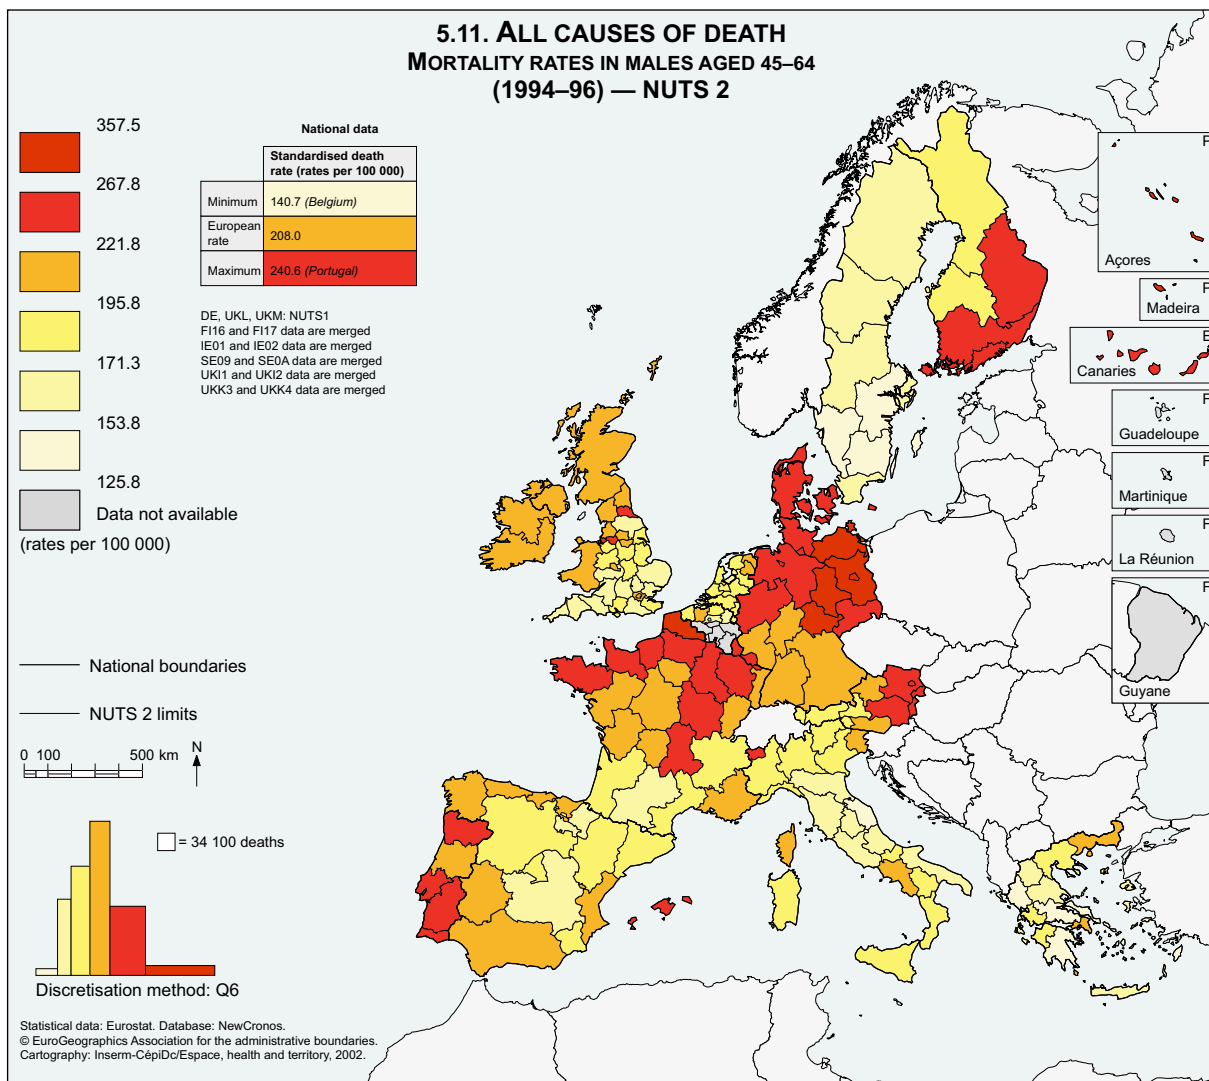 5.11. ALL CAUSES OF DEATH
MORTALITY RATES IN MALES AGED 45–64
(1994–96) — NUTS 2
357.5
267.8
221.8
195.8
171.3
153.8
125.8
Data not available
(rates per 100 000)
National data
Standardised death
rate (rates per 100 000)
Minimum 140.7 (Belgium)
European
rate 208.0
Maximum 240.6 (Portugal)
DE, UKL, UKM: NUTS1
FI16 and FI17 data are merged
IE01 and IE02 data are merged
SE09 and SE0A data are merged
UKI1 and UKI2 data are merged
UKK3 and UKK4 data are merged
F
Açores
P
Madeira
E
Canaries
F
Guadeloupe
F
Martinique
F
La Réunion
F
Guyane
National boundaries
NUTS 2 limits
0 100 500 km
N
= 34 100 deaths
Discretisation method: Q6
Statistical data: Eurostat. Database: NewCronos.
© EuroGeographics Association for the administrative boundaries.
Cartography: Inserm-CépiDc/Espace, health and territory, 2002.